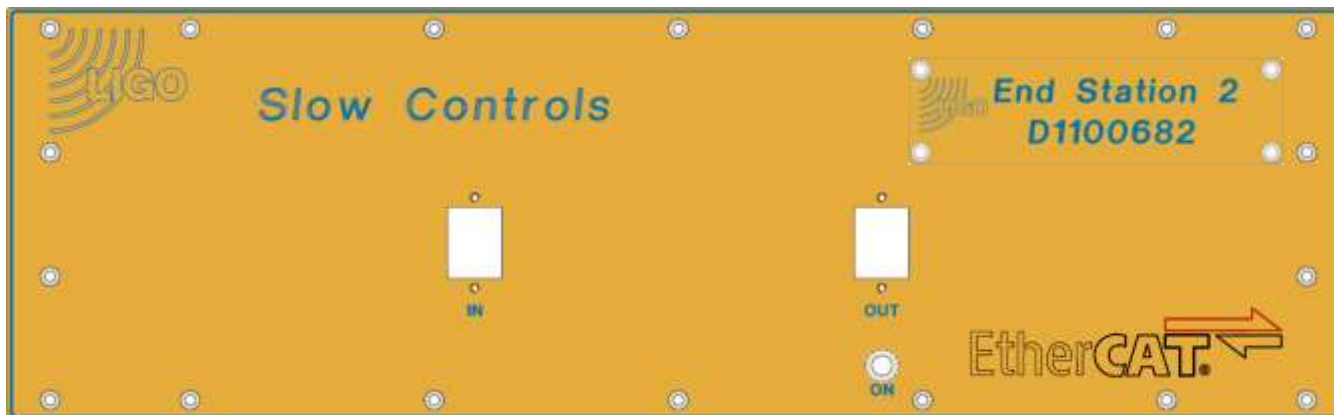 LIGO
Slow Controls
LIGO
End Station 2
D1100682
IN
OUT
ON
EtherCAT®